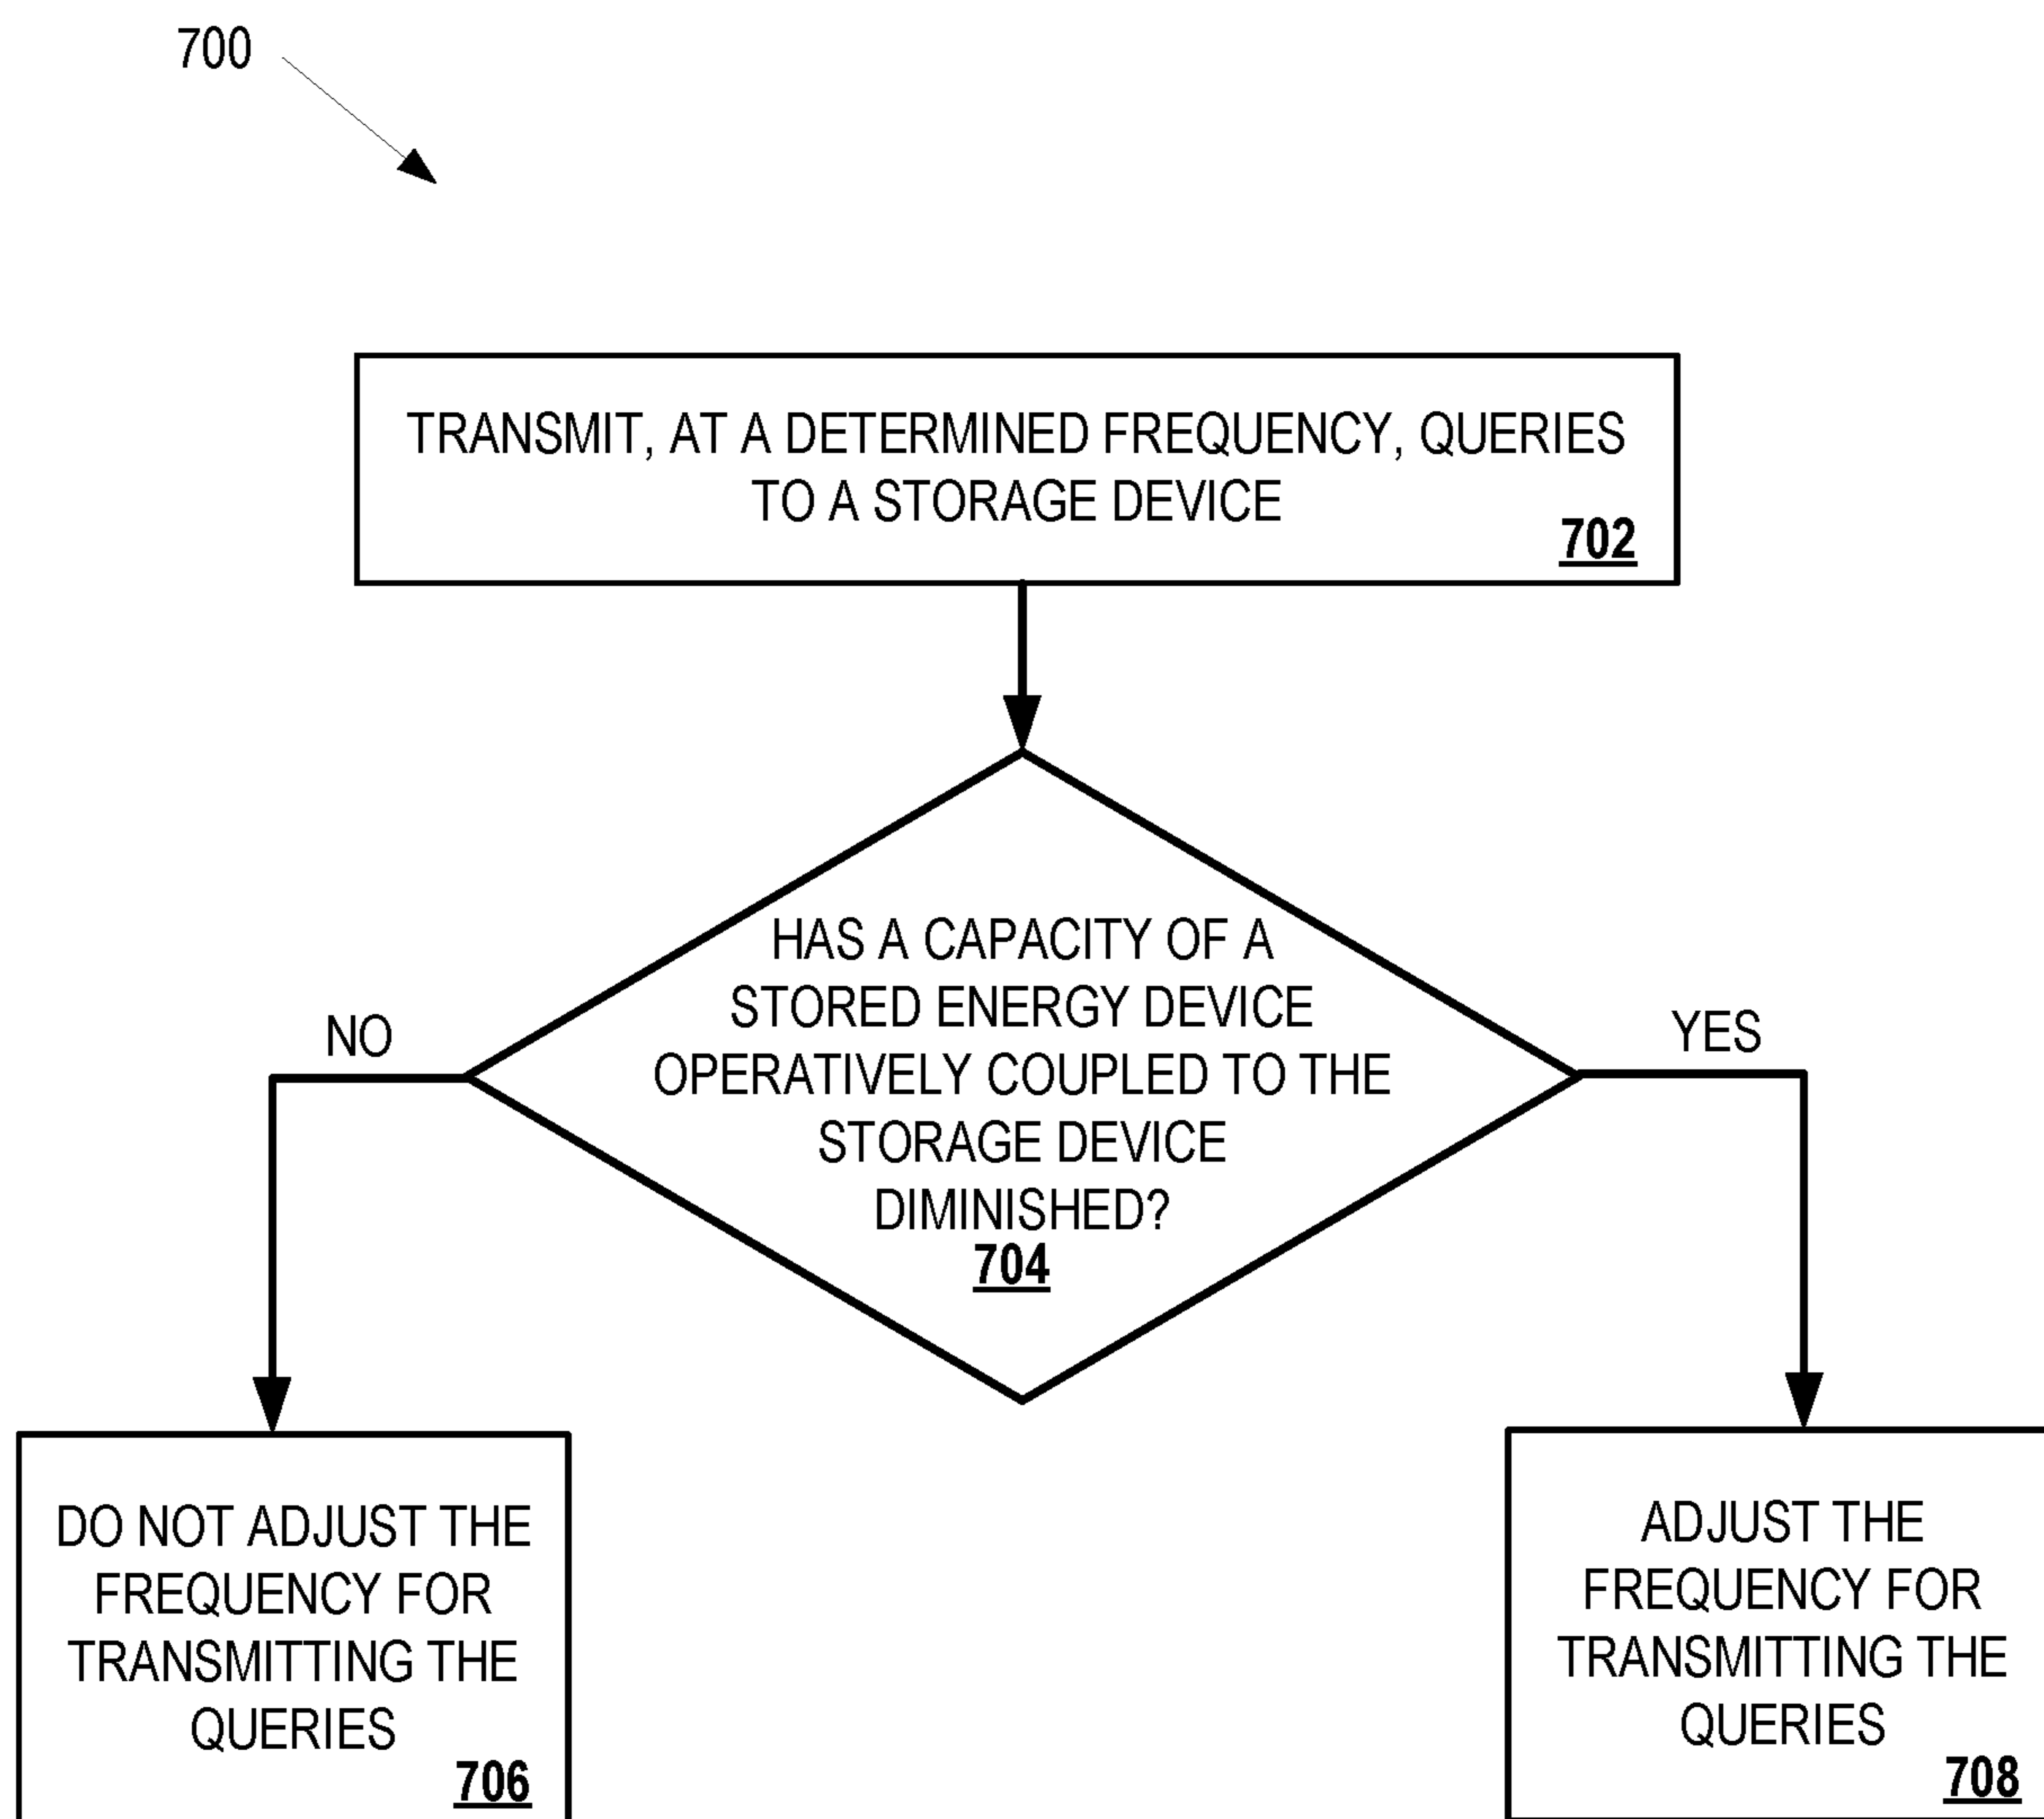 700
TRANSMIT, AT A DETERMINED FREQUENCY, QUERIES
TO A STORAGE DEVICE
702
HAS A CAPACITY OF A
STORED ENERGY DEVICE
OPERATIVELY COUPLED TO THE
STORAGE DEVICE
DIMINISHED?
704
NO
YES
DO NOT ADJUST THE
FREQUENCY FOR
TRANSMITTING THE
QUERIES
706
ADJUST THE
FREQUENCY FOR
TRANSMITTING THE
QUERIES
708